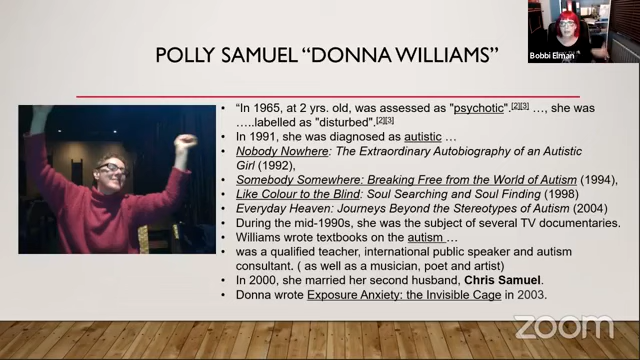 Bobbi Elman
POLLY SAMUEL “DONNA WILLIAMS”
• “In 1965, at 2 yrs. old, was assessed as "psychotic".[2][3] …, she was
…..labelled as "disturbed".[2][3]
• In 1991, she was diagnosed as autistic …
• Nobody Nowhere: The Extraordinary Autobiography of an Autistic
Girl (1992),
• Somebody Somewhere: Breaking Free from the World of Autism (1994),
• Like Colour to the Blind: Soul Searching and Soul Finding (1998)
• Everyday Heaven: Journeys Beyond the Stereotypes of Autism (2004)
• During the mid-1990s, she was the subject of several TV documentaries.
• Williams wrote textbooks on the autism …
• was a qualified teacher, international public speaker and autism
consultant. ( as well as a musician, poet and artist)
• In 2000, she married her second husband, Chris Samuel.
• Donna wrote Exposure Anxiety: the Invisible Cage in 2003.
zoom